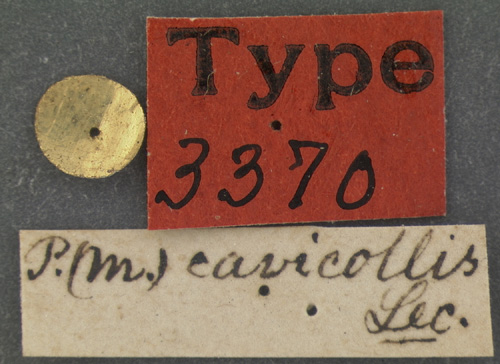 Type
3370
P.(m.) cavicollis
Lec.